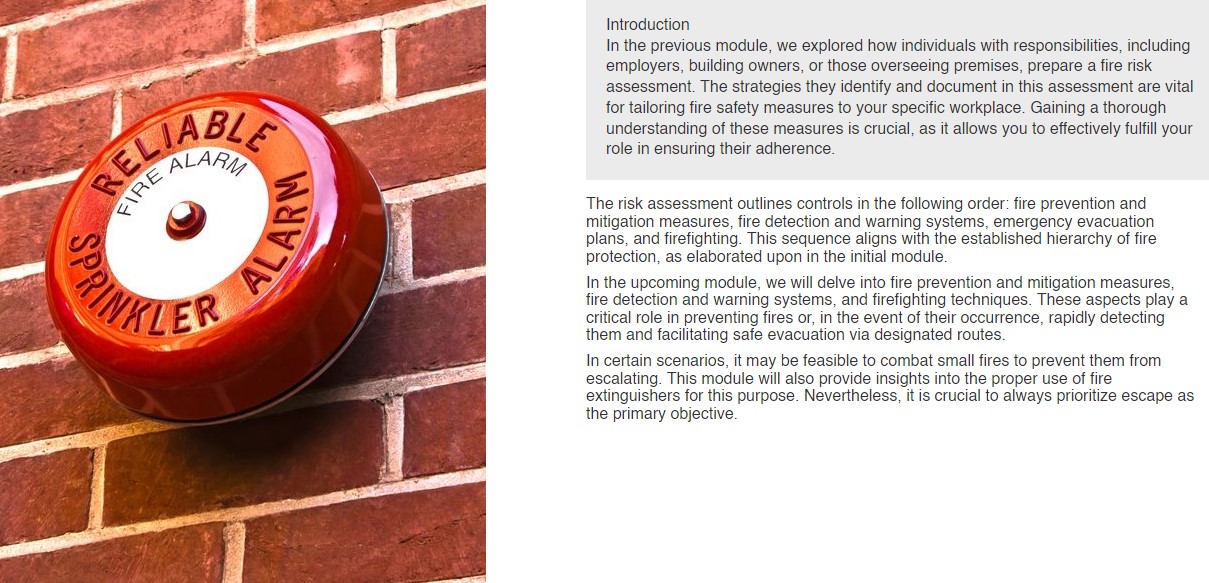 RELIABLE
FIRE ALARM
SPRINKLER ALARM
Introduction
In the previous module, we explored how individuals with responsibilities, including
employers, building owners, or those overseeing premises, prepare a fire risk
assessment. The strategies they identify and document in this assessment are vital
for tailoring fire safety measures to your specific workplace. Gaining a thorough
understanding of these measures is crucial, as it allows you to effectively fulfill your
role in ensuring their adherence.
The risk assessment outlines controls in the following order: fire prevention and
mitigation measures, fire detection and warning systems, emergency evacuation
plans, and firefighting. This sequence aligns with the established hierarchy of fire
protection, as elaborated upon in the initial module.
In the upcoming module, we will delve into fire prevention and mitigation measures,
fire detection and warning systems, and firefighting techniques. These aspects play a
critical role in preventing fires or, in the event of their occurrence, rapidly detecting
them and facilitating safe evacuation via designated routes.
In certain scenarios, it may be feasible to combat small fires to prevent them from
escalating. This module will also provide insights into the proper use of fire
extinguishers for this purpose. Nevertheless, it is crucial to always prioritize escape as
the primary objective.